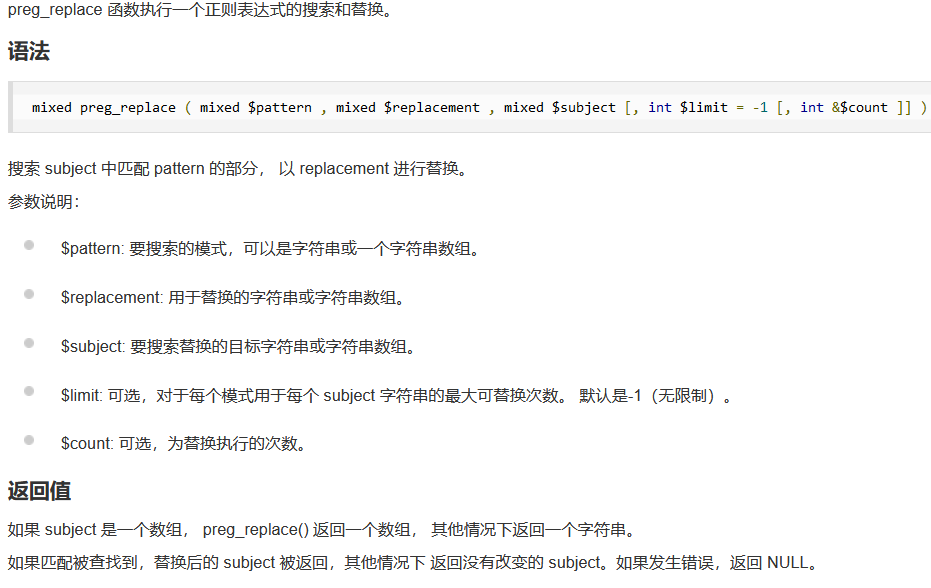 preg_replace 函数执行一个正则表达式的搜索和替换。
语法
mixed preg_replace ( mixed $pattern , mixed $replacement , mixed $subject [, int $limit = -1 [, int &$count ]] )
搜索 subject 中匹配 pattern 的部分， 以 replacement 进行替换。
参数说明：
$pattern: 要搜索的模式，可以是字符串或一个字符串数组。
$replacement: 用于替换的字符串或字符串数组。
$subject: 要搜索替换的目标字符串或字符串数组。
$limit: 可选，对于每个模式用于每个 subject 字符串的最大可替换次数。 默认是-1（无限制）。
$count: 可选，为替换执行的次数。
返回值
如果 subject 是一个数组， preg_replace() 返回一个数组， 其他情况下返回一个字符串。
如果匹配被查找到，替换后的 subject 被返回，其他情况下 返回没有改变的 subject。如果发生错误，返回 NULL。